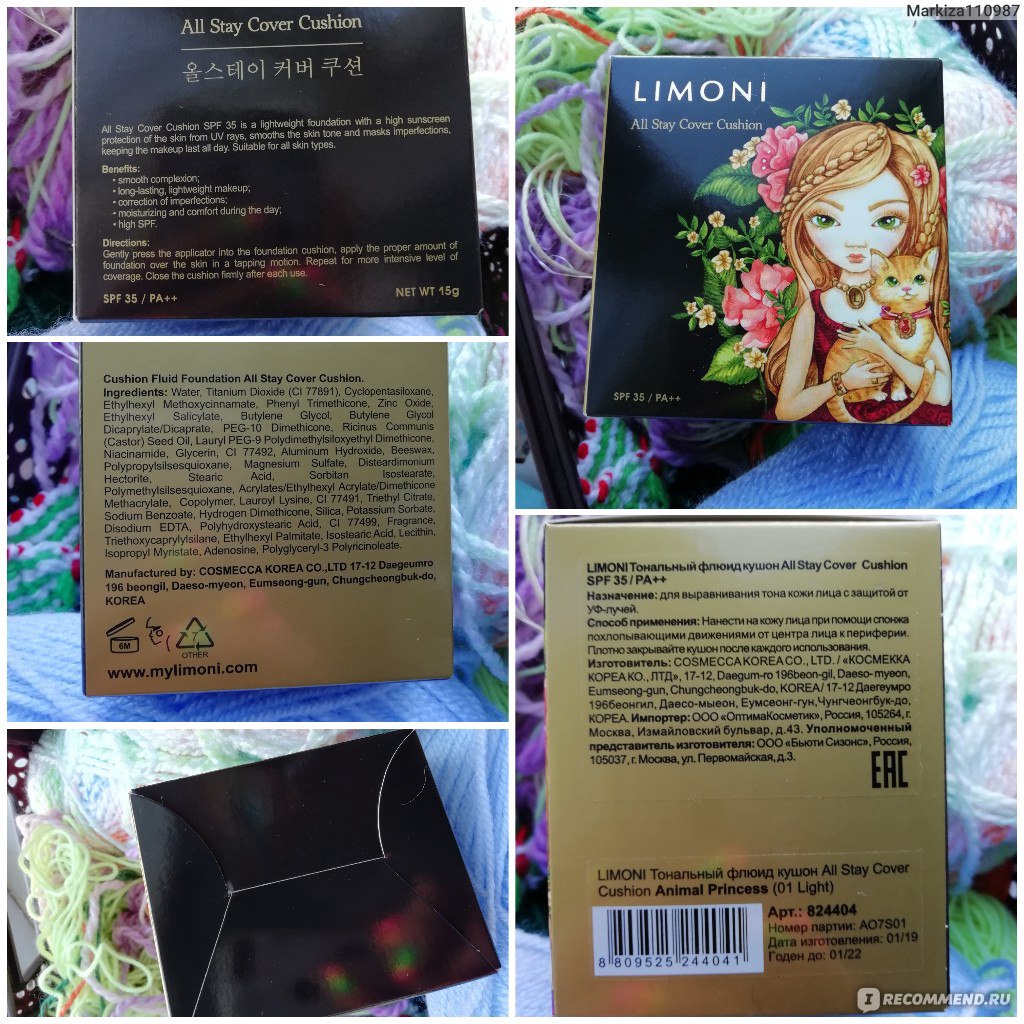 All Stay Cover Cushion
올스테이 커버 쿠션
All Stay Cover Cushion SPF 35 is a lightweight foundation with a high sunscreen
protection of the skin from UV rays, smooths the skin tone and masks imperfections,
keeping the makeup last all day. Suitable for all skin types.
Benefits:
• smooth complexion;
• long-lasting, lightweight makeup;
• correction of imperfections;
• moisturizing and comfort during the day;
• high SPF.
Directions:
Gently press the applicator into the foundation cushion, apply the proper amount of
foundation over the skin in a tapping motion. Repeat for more intensive level of
coverage. Close the cushion firmly after each use.
SPF 35 / PA++ NET WT 15g
Markiza110987
LIMONI
All Stay Cover Cushion
SPF 35 / PA++
Cushion Fluid Foundation All Stay Cover Cushion.
Ingredients: Water, Titanium Dioxide (CI 77891), Cyclopentasiloxane,
Ethylhexyl Methoxycinnamate, Phenyl Trimethicone, Zinc Oxide,
Ethylhexyl Salicylate, Butylene Glycol, Butylene Glycol
Dicaprylate/Dicaprate, PEG-10 Dimethicone, Ricinus Communis
(Castor) Seed Oil, Lauryl PEG-9 Polydimethylsiloxyethyl Dimethicone,
Niacinamide, Glycerin, CI 77492, Aluminum Hydroxide, Beeswax,
Polypropylsilsesquioxane, Magnesium Sulfate, Disteardimonium
Hectorite, Stearic Acid, Sorbitan Isostearate,
Polymethylsilsesquioxane, Acrylates/Ethylhexyl Acrylate/Dimethicone
Methacrylate, Copolymer, Lauroyl Lysine, CI 77491, Triethyl Citrate,
Sodium Benzoate, Hydrogen Dimethicone, Silica, Potassium Sorbate,
Disodium EDTA, Polyhydroxystearic Acid, CI 77499, Fragrance,
Triethoxycaprylylsilane, Ethylhexyl Palmitate, Isostearic Acid, Lecithin,
Isopropyl Myristate, Adenosine, Polyglyceryl-3 Polyricinoleate.
Manufactured by: COSMECCA KOREA CO.,LTD 17-12 Daegeumro
196 beongil, Daeso-myeon, Eumseong-gun, Chungcheongbuk-do,
KOREA
6M
7
OTHER
www.mylimoni.com
LIMONI Тональный флюид кушон All Stay Cover Cushion
SPF 35 / PA++
Назначение: для выравнивания тона кожи лица с защитой от
УФ-лучей.
Способ применения: Нанести на кожу лица при помощи спонжа
похлопывающими движениями от центра лица к периферии.
Плотно закрывайте кушон после каждого использования.
Изготовитель: COSMECCA KOREA CO., LTD. / «КОСМЕККА
КОРЕА КО., ЛТД», 17-12, Daegum-ro 196beon-gil, Daeso-myeon,
Eumseong-gun, Chungcheongbuk-do, KOREA/ 17-12 Даегеумро
196беонгил, Даесо-мыеон, Еумсеонг-гун,Чунгчеонгбук-до,
КОРЕА. Импортер: ООО «ОптимаКосметик», Россия, 105264, г.
Москва, Измайловский бульвар, д.43. Уполномоченный
представитель изготовителя: ООО «Бьюти Сизонс», Россия,
105037, г. Москва, ул. Первомайская, д.3.
EAC
LIMONI Тональный флюид кушон All Stay Cover
Cushion Animal Princess (01 Light)
Арт.: 824404
Номер партии: AO7S01
Дата изготовления: 01/19
Годен до: 01/22
8 809525 244041
I RECOMMEND.RU